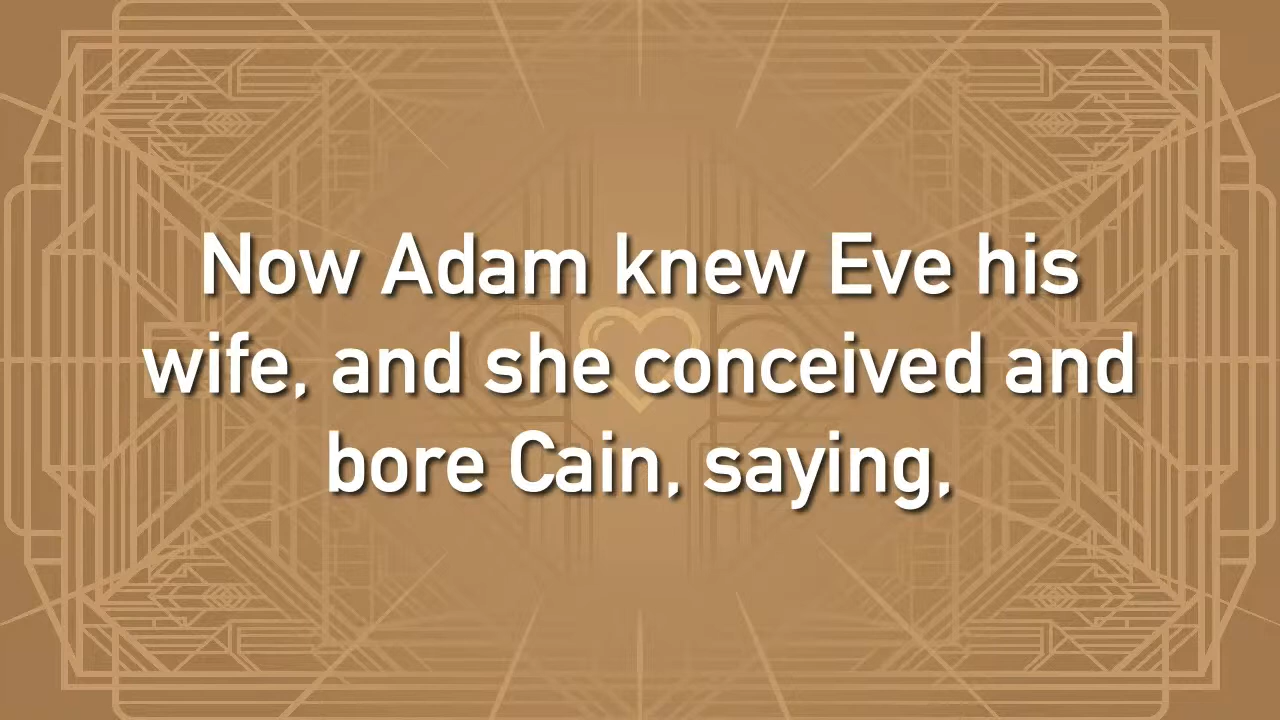 Now Adam knew Eve his
wife, and she conceived and
bore Cain, saying,